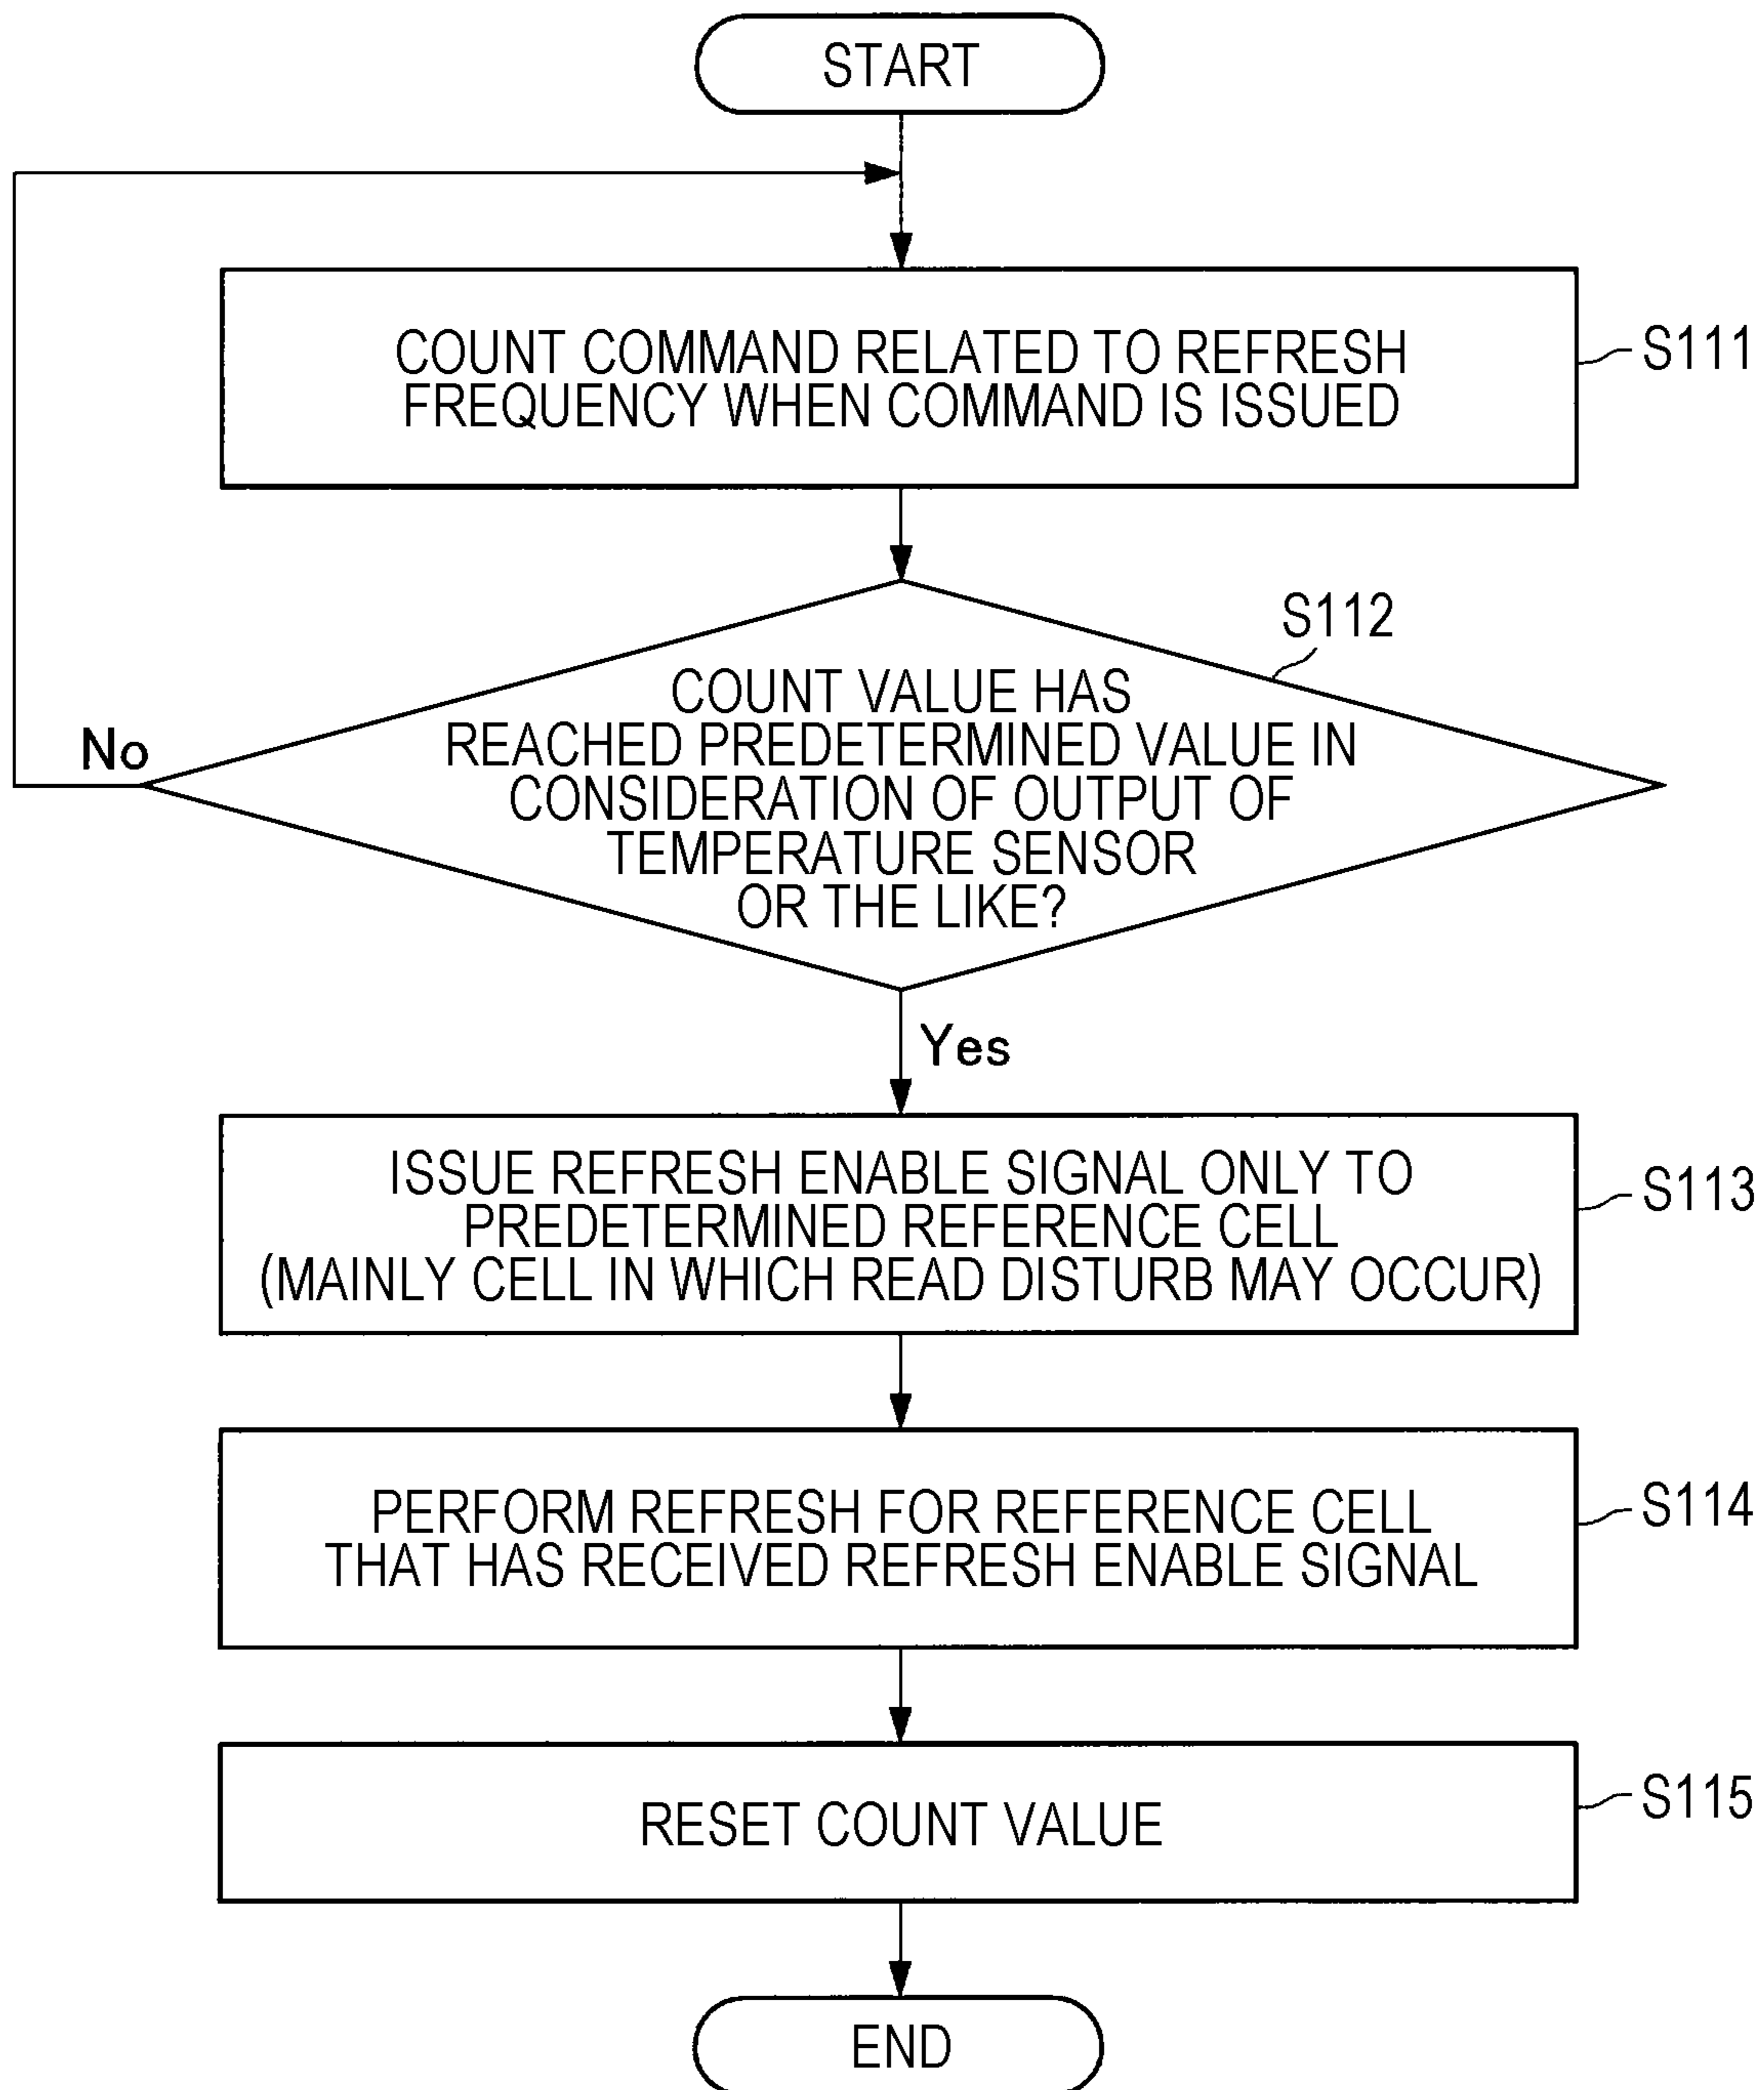 START
COUNT COMMAND RELATED TO REFRESH
FREQUENCY WHEN COMMAND IS ISSUED
S111
S112
COUNT VALUE HAS
REACHED PREDETERMINED VALUE IN
CONSIDERATION OF OUTPUT OF
TEMPERATURE SENSOR
OR THE LIKE?
No
Yes
ISSUE REFRESH ENABLE SIGNAL ONLY TO
PREDETERMINED REFERENCE CELL
(MAINLY CELL IN WHICH READ DISTURB MAY OCCUR)
S113
PERFORM REFRESH FOR REFERENCE CELL
THAT HAS RECEIVED REFRESH ENABLE SIGNAL
S114
RESET COUNT VALUE
S115
END